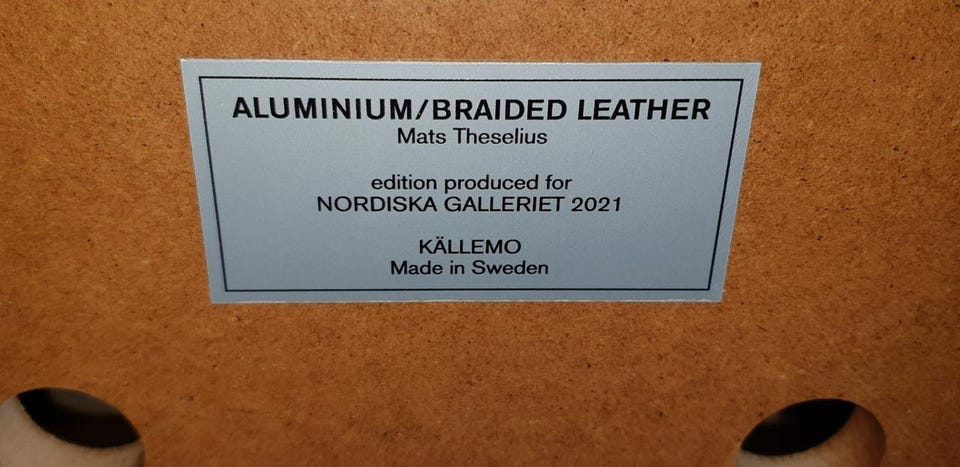 ALUMINIUM/BRAIDED LEATHER
Mats Theselius
edition produced for
NORDISKA GALLERIET 2021
KÄLLEMO
Made in Sweden